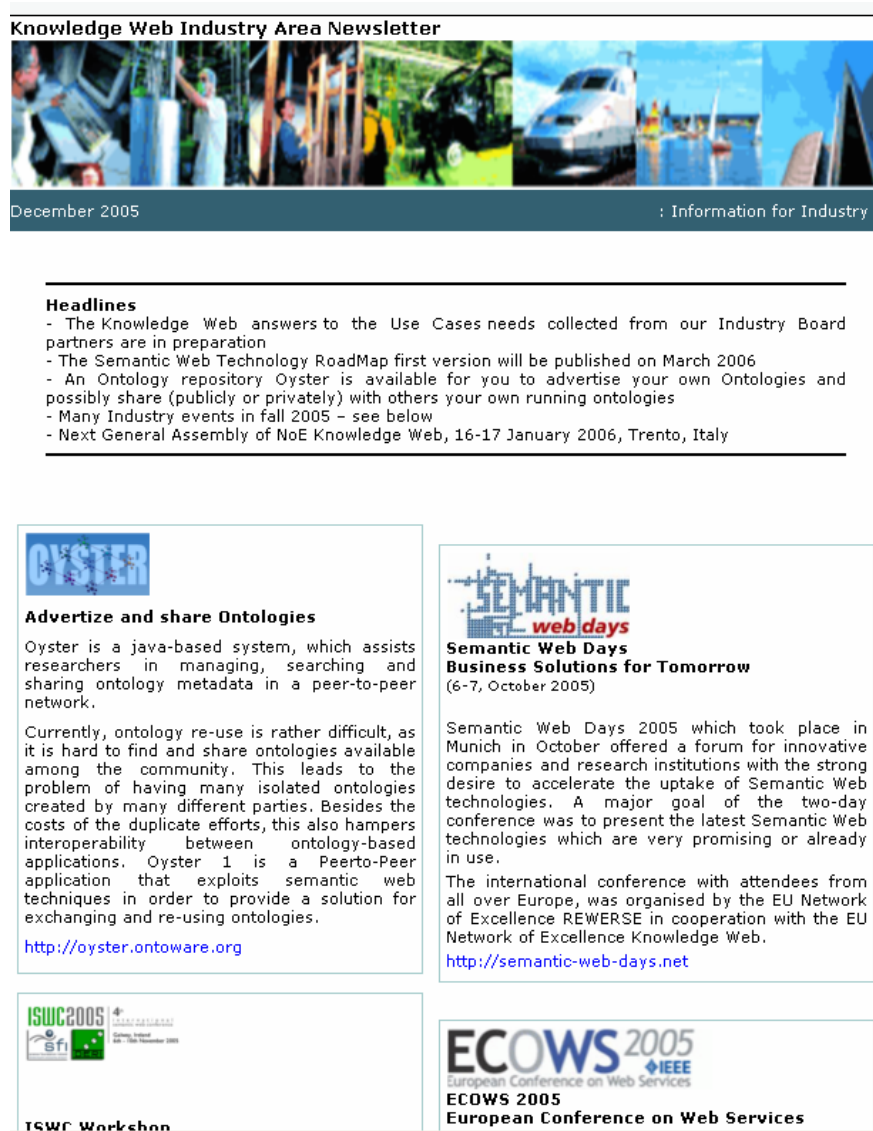 Knowledge Web Industry Area Newsletter
December 2005
: Information for Industry
Headlines
- The Knowledge Web answers to the Use Cases needs collected from our Industry Board
partners are in preparation
- The Semantic Web Technology RoadMap first version will be published on March 2006
- An Ontology repository Oyster is available for you to advertise your own Ontologies and
possibly share (publicly or privately) with others your own running ontologies
- Many Industry events in fall 2005 – see below
- Next General Assembly of NoE Knowledge Web, 16-17 January 2006, Trento, Italy
OYSTER
Advertize and share Ontologies
Oyster is a java-based system, which assists
researchers in managing, searching and
sharing ontology metadata in a peer-to-peer
network.
Currently, ontology re-use is rather difficult, as
it is hard to find and share ontologies available
among the community. This leads to the
problem of having many isolated ontologies
created by many different parties. Besides the
costs of the duplicate efforts, this also hampers
interoperability between ontology-based
applications. Oyster 1 is a Peerto-Peer
application that exploits semantic web
techniques in order to provide a solution for
exchanging and re-using ontologies.
http://oyster.ontoware.org
SEMANTIC
web days
Semantic Web Days
Business Solutions for Tomorrow
(6-7, October 2005)
Semantic Web Days 2005 which took place in
Munich in October offered a forum for innovative
companies and research institutions with the strong
desire to accelerate the uptake of Semantic Web
technologies. A major goal of the two-day
conference was to present the latest Semantic Web
technologies which are very promising or already
in use.
The international conference with attendees from
all over Europe, was organised by the EU Network
of Excellence REWERSE in cooperation with the EU
Network of Excellence Knowledge Web.
http://semantic-web-days.net
ISWC2005
4th international
semantic web conference
Galway, Ireland
6th - 10th November 2005
sfi
ISWC Workshop
ECOWS 2005
IEEE
European Conference on Web Services
ECOWS 2005
European Conference on Web Services